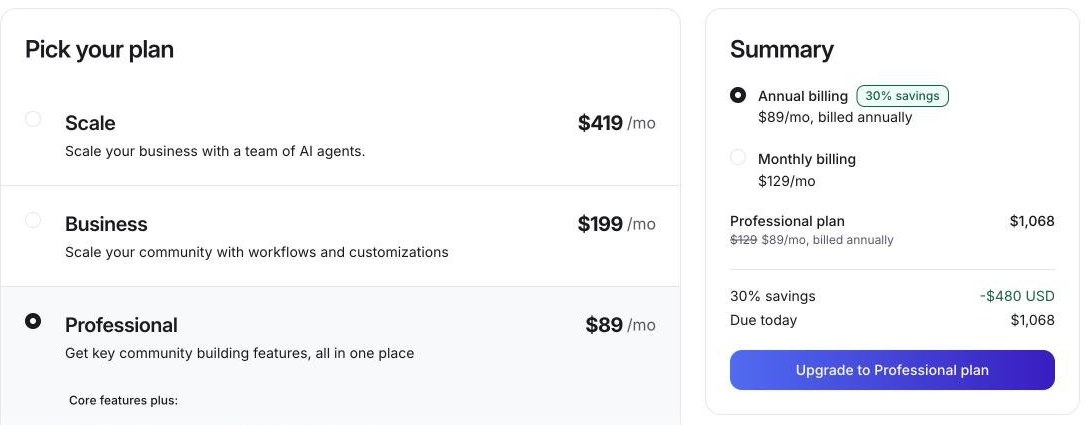 Pick your plan
Scale
$419 /mo
Scale your business with a team of AI agents.
Business
$199 /mo
Scale your community with workflows and customizations
Professional
$89 /mo
Get key community building features, all in one place
Core features plus:
Summary
Annual billing 30% savings
$89/mo, billed annually
Monthly billing
$129/mo
Professional plan $1,068
$129 $89/mo, billed annually
30% savings -$480 USD
Due today $1,068
Upgrade to Professional plan